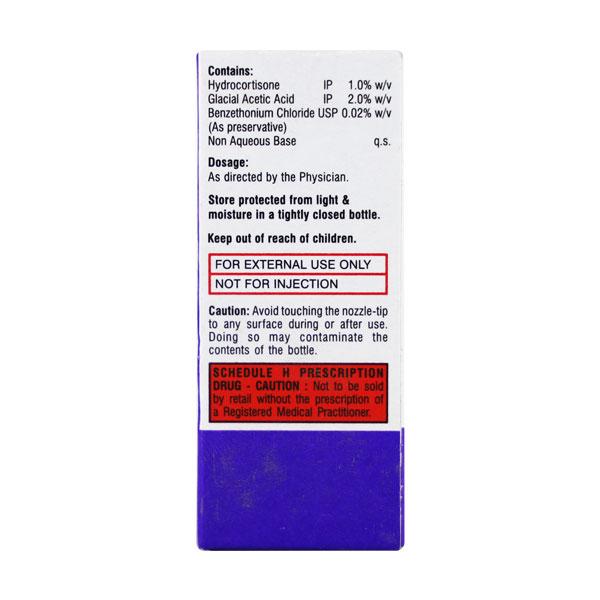 Contains:
Hydrocortisone IP 1.0% w/v
Glacial Acetic Acid IP 2.0% w/v
Benzethonium Chloride USP 0.02% w/v
(As preservative)
Non Aqueous Base q.s.
Dosage:
As directed by the Physician.
Store protected from light &
moisture in a tightly closed bottle.
Keep out of reach of children.
FOR EXTERNAL USE ONLY
NOT FOR INJECTION
Caution: Avoid touching the nozzle-tip
to any surface during or after use.
Doing so may contaminate the
contents of the bottle.
SCHEDULE H PRESCRIPTION
DRUG - CAUTION : Not to be sold
by retail without the prescription of
a Registered Medical Practitioner.